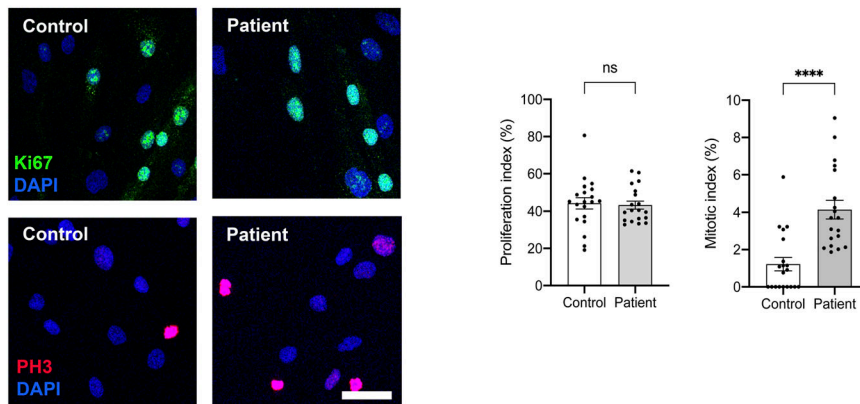 Control
Patient
Ki67
DAPI
Control
Patient
PH3
DAPI
ns
Proliferation index (%)
100
80
60
40
20
0
Control
Patient
****
Mitotic index (%)
10
8
6
4
2
0
Control
Patient